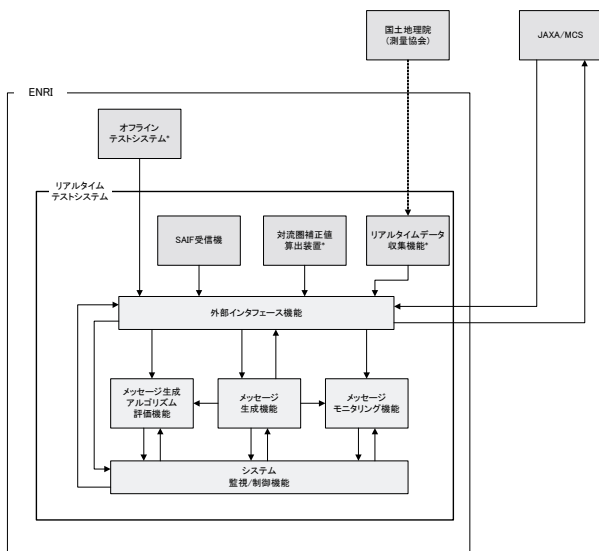 国土地理院
(測量協会)
JAXA/MCS
ENRI
オフライン
テストシステム*
リアルタイム
テストシステム
SAIF受信機
対流圏補正値
算出装置*
リアルタイムデータ
収集機能*
外部インタフェース機能
メッセージ生成
アルゴリズム
評価機能
メッセージ
生成機能
メッセージ
モニタリング機能
システム
監視/制御機能